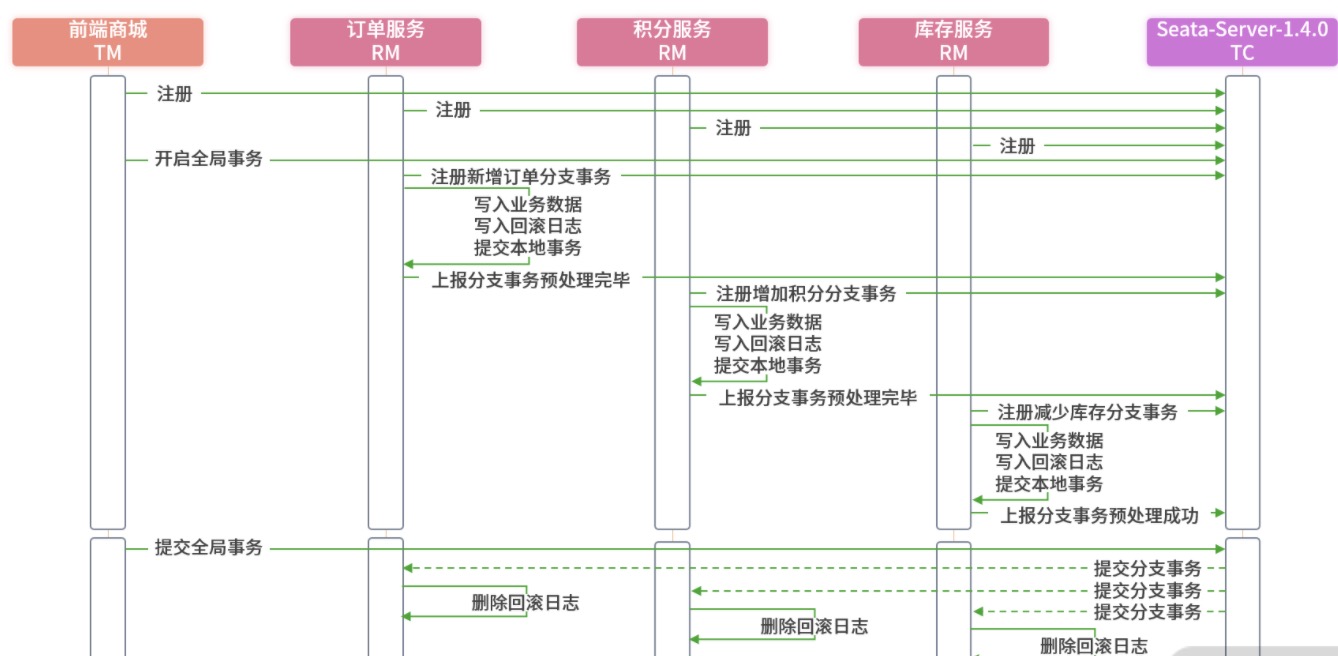 前端商城
TM
订单服务
RM
积分服务
RM
库存服务
RM
Seata-Server-1.4.0
TC
注册
注册
注册
注册
开启全局事务
注册新增订单分支事务
写入业务数据
写入回滚日志
提交本地事务
上报分支事务预处理完毕
注册增加积分分支事务
写入业务数据
写入回滚日志
提交本地事务
上报分支事务预处理完毕
注册减少库存分支事务
写入业务数据
写入回滚日志
提交本地事务
上报分支事务预处理成功
提交全局事务
提交分支事务
提交分支事务
提交分支事务
删除回滚日志
删除回滚日志
删除回滚日志